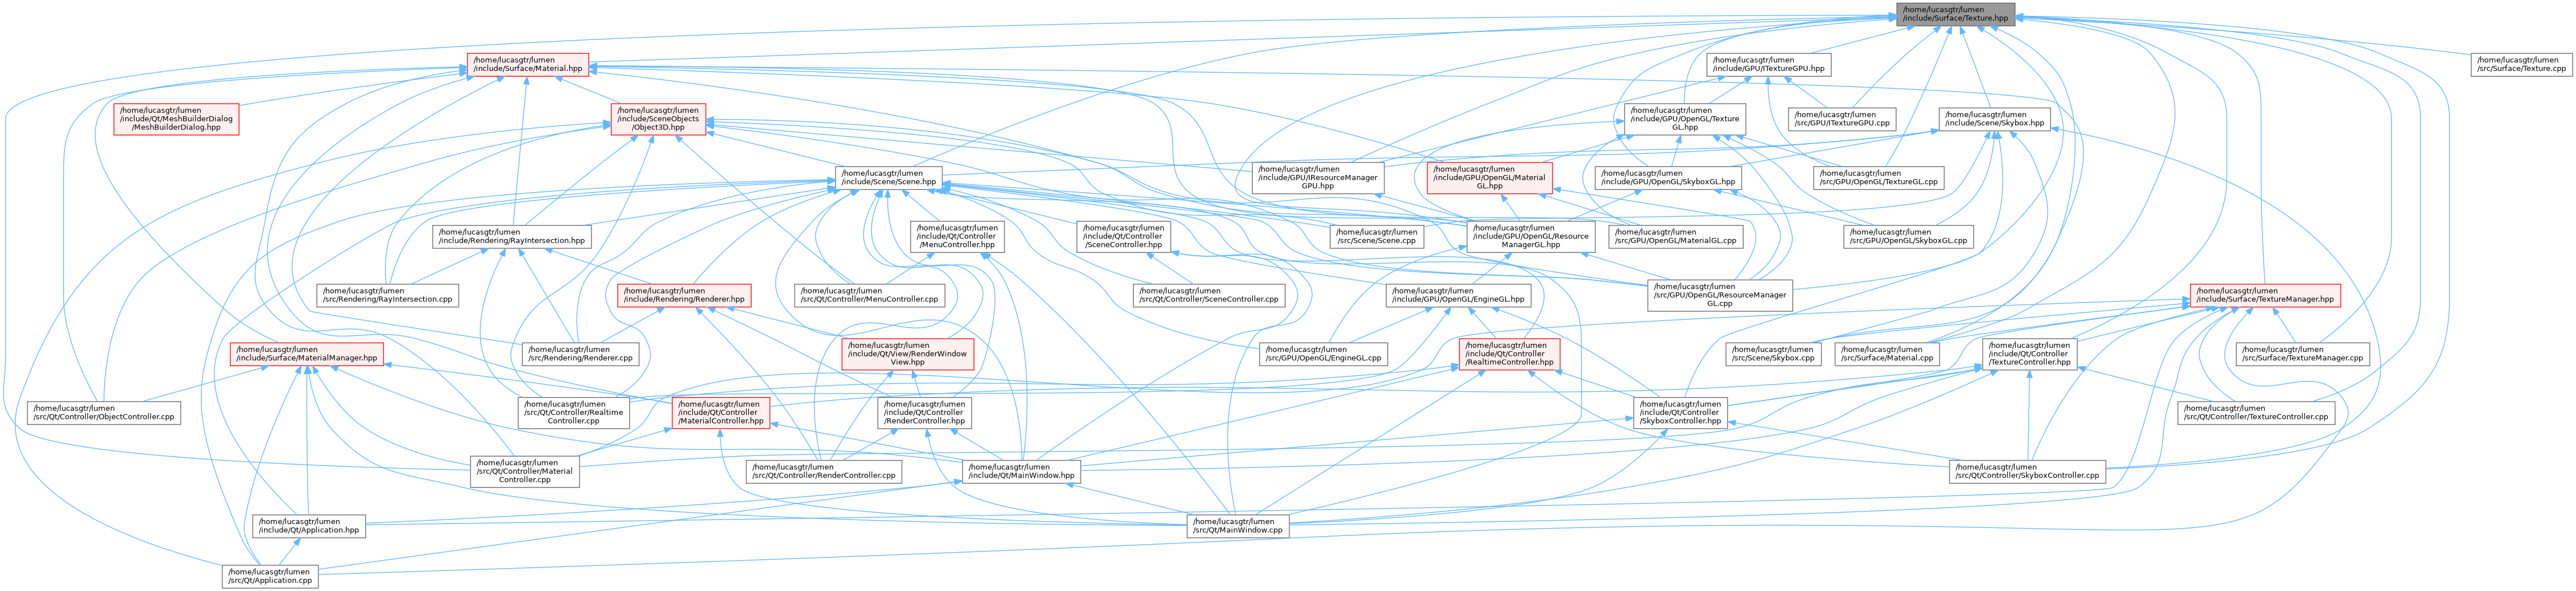 /home/lucasgtr/lumen
/include/Surface/Texture.hpp
/home/lucasgtr/lumen
/include/Surface/Material.hpp
/home/lucasgtr/lumen
/include/GPU/ITextureGPU.hpp
/home/lucasgtr/lumen
/src/Surface/Texture.cpp
/home/lucasgtr/lumen
/include/Qt/MeshBuilderDialog
/MeshBuilderDialog.hpp
/home/lucasgtr/lumen
/include/SceneObjects
/Object3D.hpp
/home/lucasgtr/lumen
/include/GPU/OpenGL/Texture
GL.hpp
/home/lucasgtr/lumen
/src/GPU/ITextureGPU.cpp
/home/lucasgtr/lumen
/include/Scene/Skybox.hpp
/home/lucasgtr/lumen
/include/Scene/Scene.hpp
/home/lucasgtr/lumen
/include/GPU/IResourceManager
GPU.hpp
/home/lucasgtr/lumen
/include/GPU/OpenGL/Material
GL.hpp
/home/lucasgtr/lumen
/include/GPU/OpenGL/SkyboxGL.hpp
/home/lucasgtr/lumen
/src/GPU/OpenGL/TextureGL.cpp
/home/lucasgtr/lumen
/include/Rendering/RayIntersection.hpp
/home/lucasgtr/lumen
/include/Qt/Controller
/MenuController.hpp
/home/lucasgtr/lumen
/include/Qt/Controller
/SceneController.hpp
/home/lucasgtr/lumen
/src/Scene/Scene.cpp
/home/lucasgtr/lumen
/include/GPU/OpenGL/Resource
ManagerGL.hpp
/home/lucasgtr/lumen
/src/GPU/OpenGL/MaterialGL.cpp
/home/lucasgtr/lumen
/src/GPU/OpenGL/SkyboxGL.cpp
/home/lucasgtr/lumen
/src/Rendering/RayIntersection.cpp
/home/lucasgtr/lumen
/include/Rendering/Renderer.hpp
/home/lucasgtr/lumen
/src/Qt/Controller/MenuController.cpp
/home/lucasgtr/lumen
/src/Qt/Controller/SceneController.cpp
/home/lucasgtr/lumen
/include/GPU/OpenGL/EngineGL.hpp
/home/lucasgtr/lumen
/src/GPU/OpenGL/ResourceManager
GL.cpp
/home/lucasgtr/lumen
/include/Surface/TextureManager.hpp
/home/lucasgtr/lumen
/include/Surface/MaterialManager.hpp
/home/lucasgtr/lumen
/src/Rendering/Renderer.cpp
/home/lucasgtr/lumen
/include/Qt/View/RenderWindow
View.hpp
/home/lucasgtr/lumen
/src/GPU/OpenGL/EngineGL.cpp
/home/lucasgtr/lumen
/include/Qt/Controller
/RealtimeController.hpp
/home/lucasgtr/lumen
/src/Scene/Skybox.cpp
/home/lucasgtr/lumen
/src/Surface/Material.cpp
/home/lucasgtr/lumen
/include/Qt/Controller
/TextureController.hpp
/home/lucasgtr/lumen
/src/Surface/TextureManager.cpp
/home/lucasgtr/lumen
/src/Qt/Controller/ObjectController.cpp
/home/lucasgtr/lumen
/src/Qt/Controller/Realtime
Controller.cpp
/home/lucasgtr/lumen
/include/Qt/Controller
/MaterialController.hpp
/home/lucasgtr/lumen
/include/Qt/Controller
/RenderController.hpp
/home/lucasgtr/lumen
/include/Qt/Controller
/SkyboxController.hpp
/home/lucasgtr/lumen
/src/Qt/Controller/TextureController.cpp
/home/lucasgtr/lumen
/src/Qt/Controller/Material
Controller.cpp
/home/lucasgtr/lumen
/src/Qt/Controller/RenderController.cpp
/home/lucasgtr/lumen
/include/Qt/MainWindow.hpp
/home/lucasgtr/lumen
/src/Qt/Controller/SkyboxController.cpp
/home/lucasgtr/lumen
/include/Qt/Application.hpp
/home/lucasgtr/lumen
/src/Qt/MainWindow.cpp
/home/lucasgtr/lumen
/src/Qt/Application.cpp